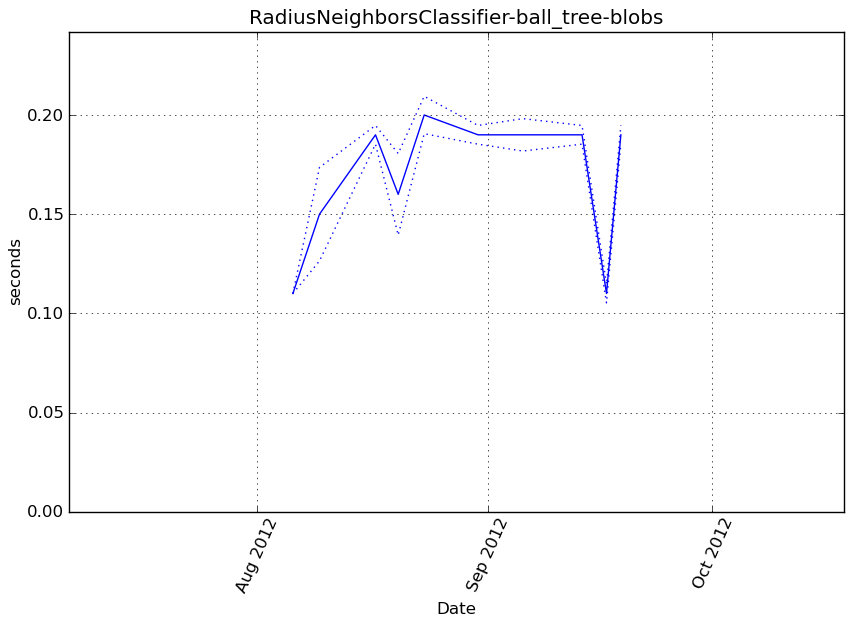 RadiusNeighborsClassifier-ball_tree-blobs
0.20
0.15
0.10
0.05
0.00
seconds
Aug 2012
Sep 2012
Oct 2012
Date